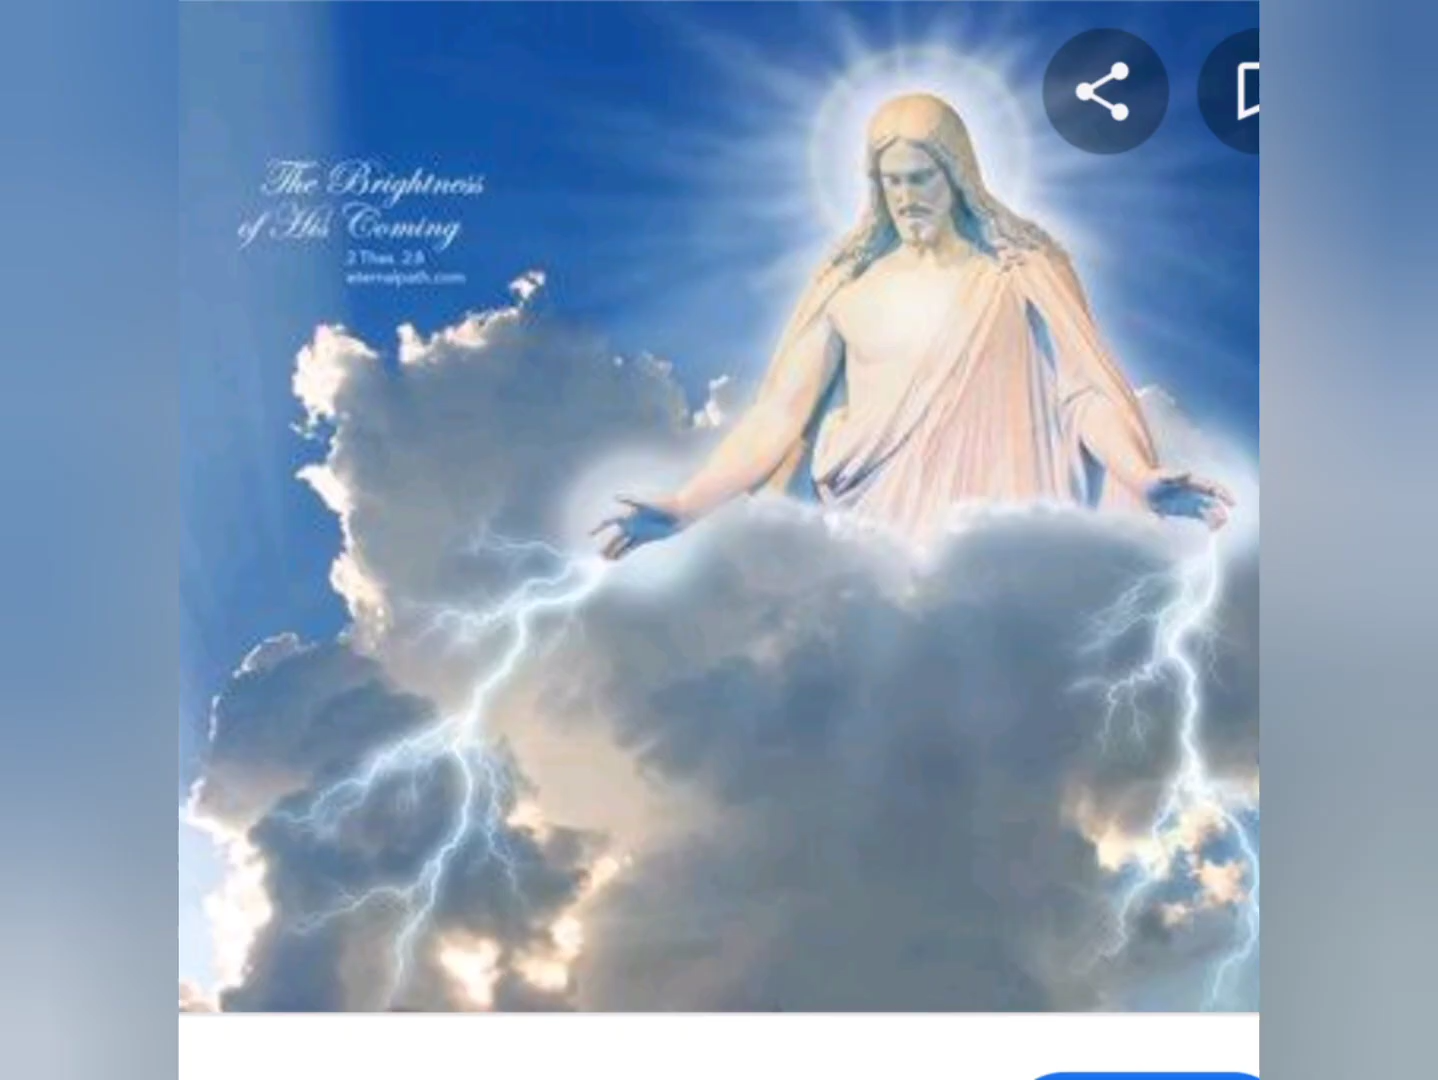 The Brightness
of His Coming
2 Thes. 2:8
eternalpath.com